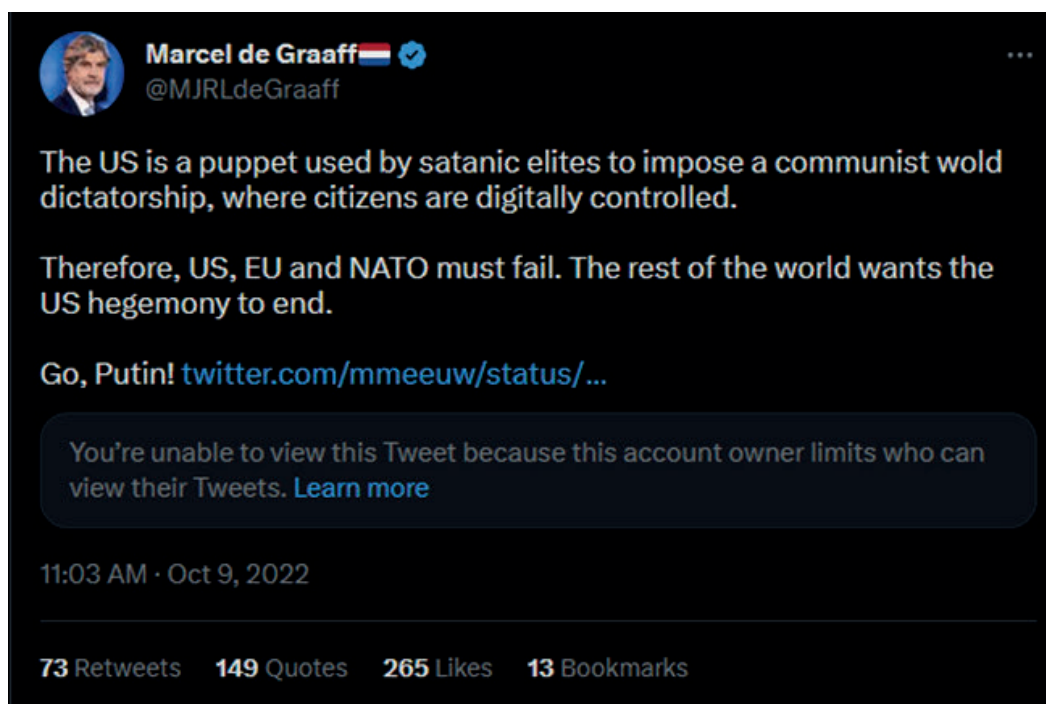 Marcel de Graaff
@MJRLdeGraaff
The US is a puppet used by satanic elites to impose a communist wold
dictatorship, where citizens are digitally controlled.
Therefore, US, EU and NATO must fail. The rest of the world wants the
US hegemony to end.
Go, Putin! twitter.com/mmeeuw/status/...
You're unable to view this Tweet because this account owner limits who can
view their Tweets. Learn more
11:03 AM · Oct 9, 2022
73 Retweets 149 Quotes 265 Likes 13 Bookmarks